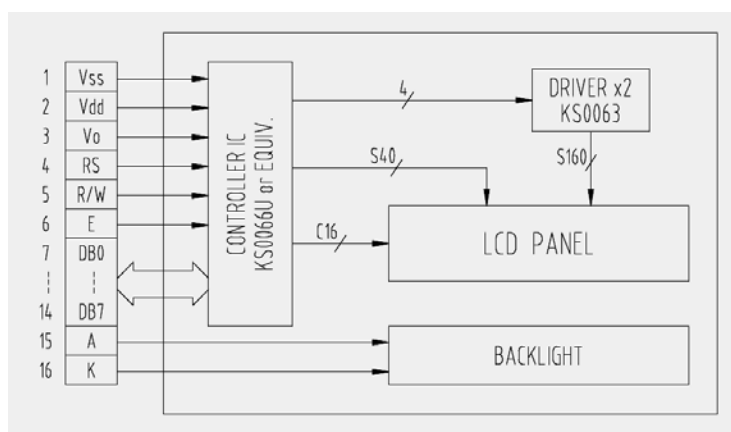 1 Vss
2 Vdd
3 Vo
4 RS
5 R/W
6 E
7 DB0
14 DB7
15 A
16 K
CONTROLLER IC
KS0066U or EQUIV.
4
DRIVER x2
KS0063
S40
S160
C16
LCD PANEL
BACKLIGHT